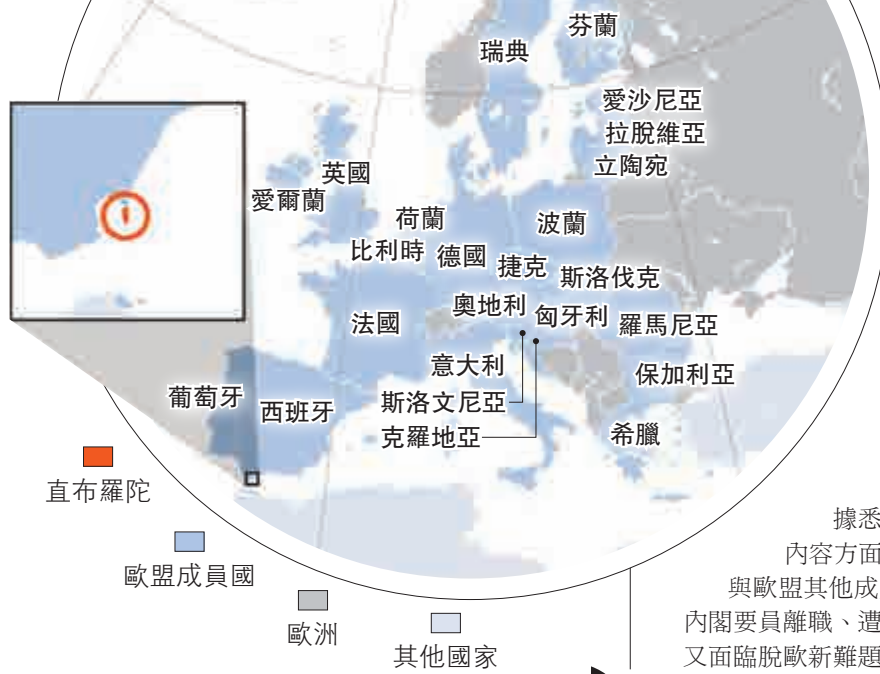 芬蘭
瑞典
愛沙尼亞
拉脫維亞
立陶宛
英國
愛爾蘭
荷蘭
波蘭
比利時
德國
捷克
斯洛伐克
奧地利
匈牙利
羅馬尼亞
法國
意大利
保加利亞
葡萄牙
西班牙
斯洛文尼亞
克羅地亞
希臘
直布羅陀
歐盟成員國
歐洲
其他國家
據悉
內容方面
與歐盟其他成
內閣要員離職、遭
又面臨脫歐新難題